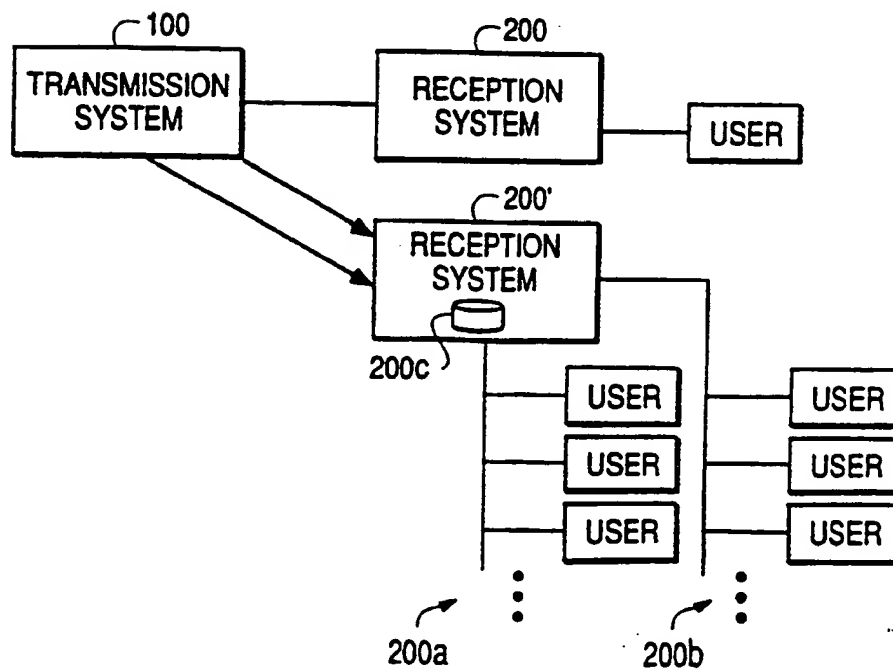 100
TRANSMISSION
SYSTEM
200
RECEPTION
SYSTEM
USER
200'
RECEPTION
SYSTEM
200c
USER
USER
USER
USER
USER
USER
200a
200b